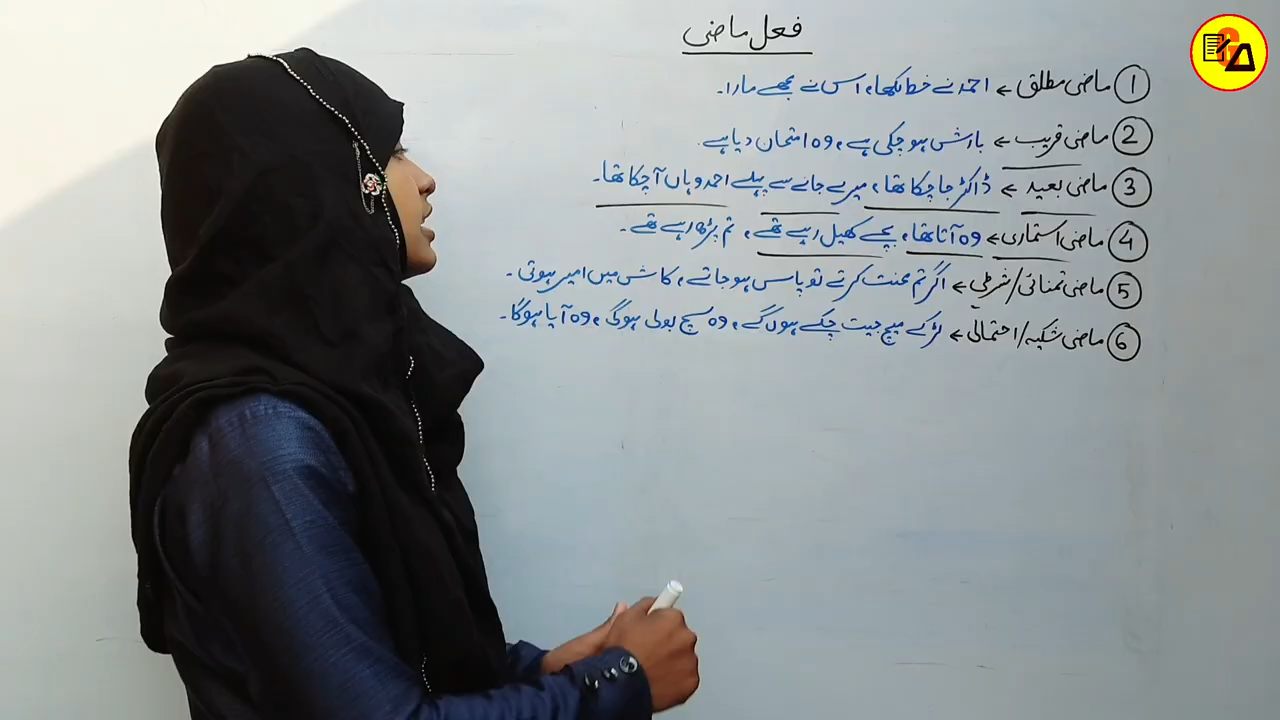 فعل ماضی
① ماضی مطلق ← احمد نے خط لکھا، اس نے مجھے مارا۔
② ماضی قریب ← بارش ہو چکی ہے، وہ امتحان دیا ہے۔
③ ماضی بعید ← ڈاکٹر جا چکا تھا، میرے جانے سے پہلے احمد وہاں آ چکا تھا۔
④ ماضی استمراری ← وہ آتا تھا، بچے کھیل رہے تھے، تم پڑھ رہے تھے۔
⑤ ماضی تمنائی/شرطی ← اگر تم محنت کرتے تو پاس ہو جاتے، کاش میں امیر ہوتی۔
⑥ ماضی شکیہ/احتمالی ← لڑکے میچ جیت چکے ہوں گے، وہ سچ بولی ہوگی، وہ آیا ہوگا۔